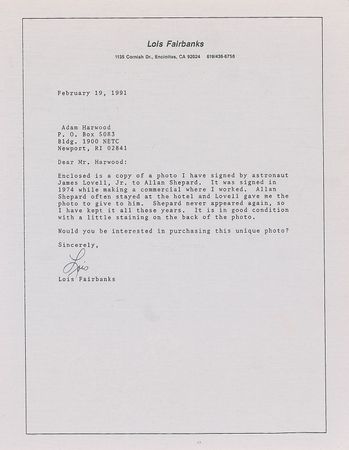 Lois Fairbanks
1135 Cornish Dr., Encinitas, CA 92024 619/436-6756
February 19, 1991
Adam Harwood
P. O. Box 5083
Bldg. 1900 NETC
Newport, RI 02841
Dear Mr. Harwood:
Enclosed is a copy of a photo I have signed by astronaut
James Lovell, Jr. to Allan Shepard. It was signed in
1974 while making a commercial where I worked. Allan
Shepard often stayed at the hotel and Lovell gave me the
photo to give to him. Shepard never appeared again, so
I have kept it all these years. It is in good condition
with a little staining on the back of the photo.
Would you be interested in purchasing this unique photo?
Sincerely,
Lois
Lois Fairbanks